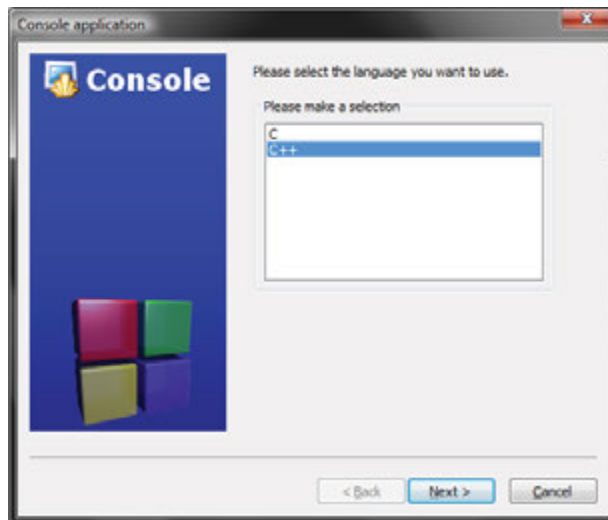 Console application
Console
Please select the language you want to use.
Please make a selection
C
C++
< Back
Next >
Cancel